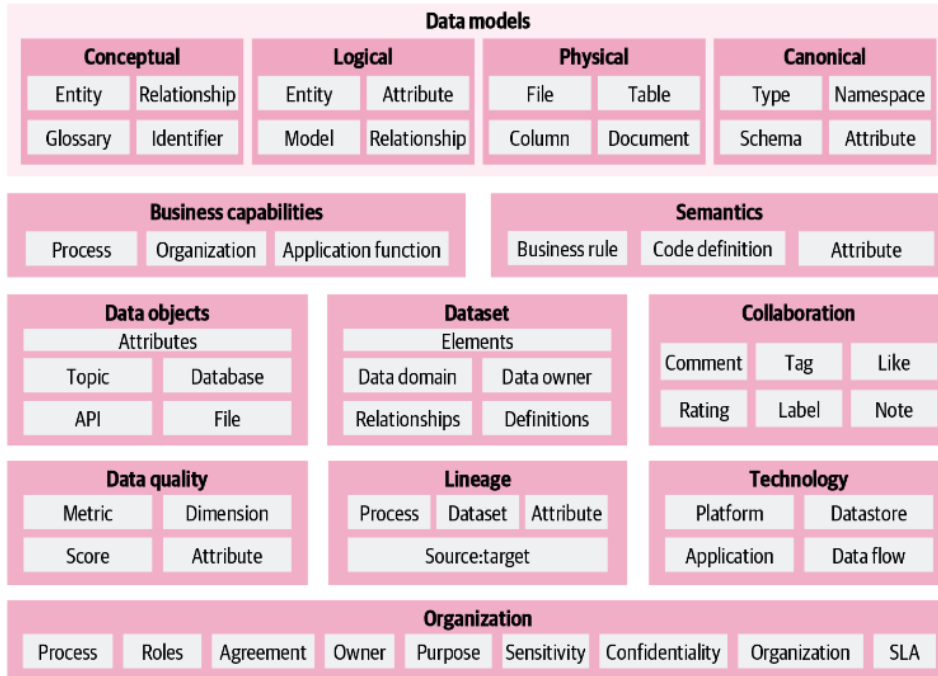 Data models
Conceptual
Logical
Physical
Canonical
Entity Relationship
Entity Attribute
File Table
Type Namespace
Glossary Identifier
Model Relationship
Column Document
Schema Attribute
Business capabilities
Process Organization Application function
Semantics
Business rule Code definition Attribute
Data objects
Attributes
Topic Database
API File
Dataset
Elements
Data domain Data owner
Relationships Definitions
Collaboration
Comment Tag Like
Rating Label Note
Data quality
Metric Dimension
Score Attribute
Lineage
Process Dataset Attribute
Source:target
Technology
Platform Datastore
Application Data flow
Organization
Process Roles Agreement Owner Purpose Sensitivity Confidentiality Organization SLA